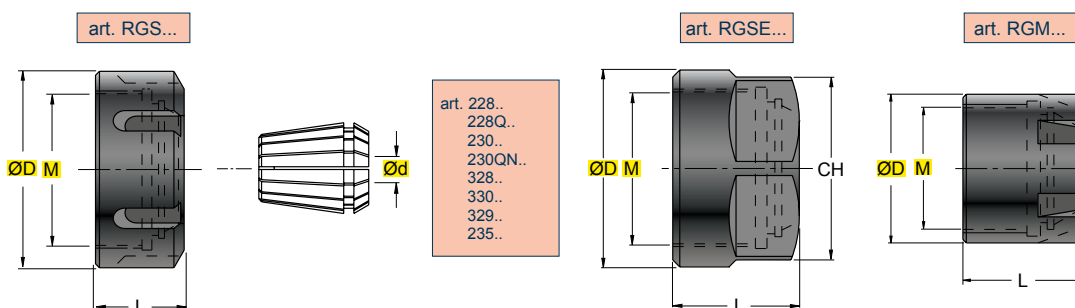 art. RGS...
art. RGSE...
art. RGM...
ØD M
L
Ød
art. 228..
228Q..
230..
230QN..
328..
330..
329..
235..
ØD M
CH
L
ØD M
L